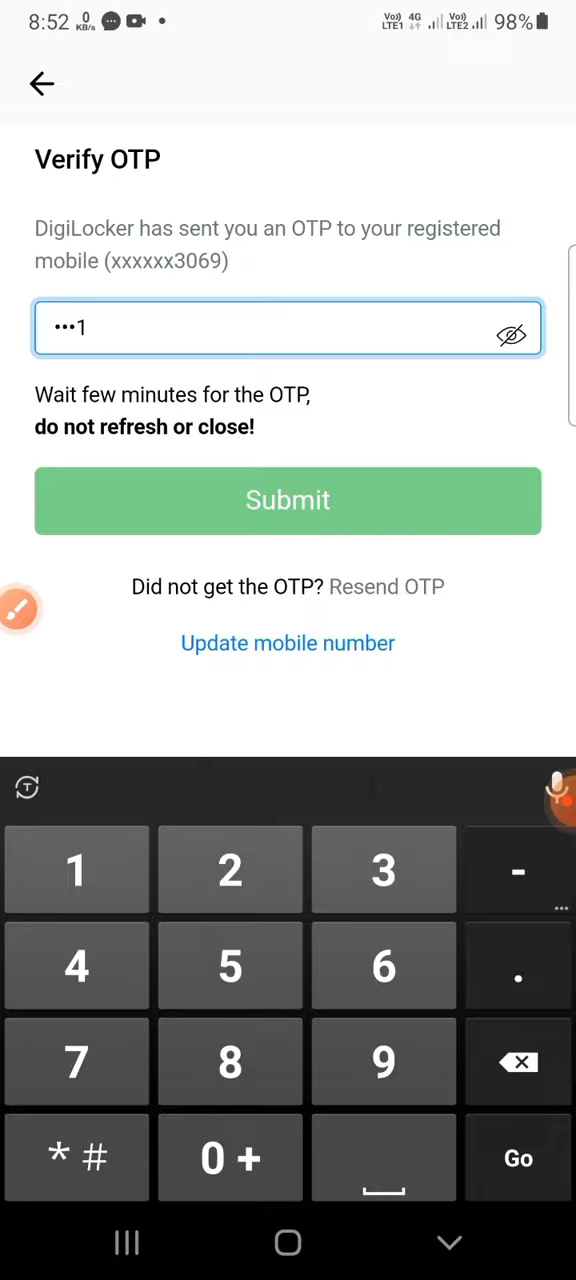 8:52 0 KB/s Vo)) LTE1 4G Vo)) LTE2 98%
Verify OTP
DigiLocker has sent you an OTP to your registered
mobile (xxxxxx3069)
•••1
Wait few minutes for the OTP,
do not refresh or close!
Submit
Did not get the OTP? Resend OTP
Update mobile number
T
1 2 3 -
...
4 5 6 .
7 8 9
* # 0 + Go